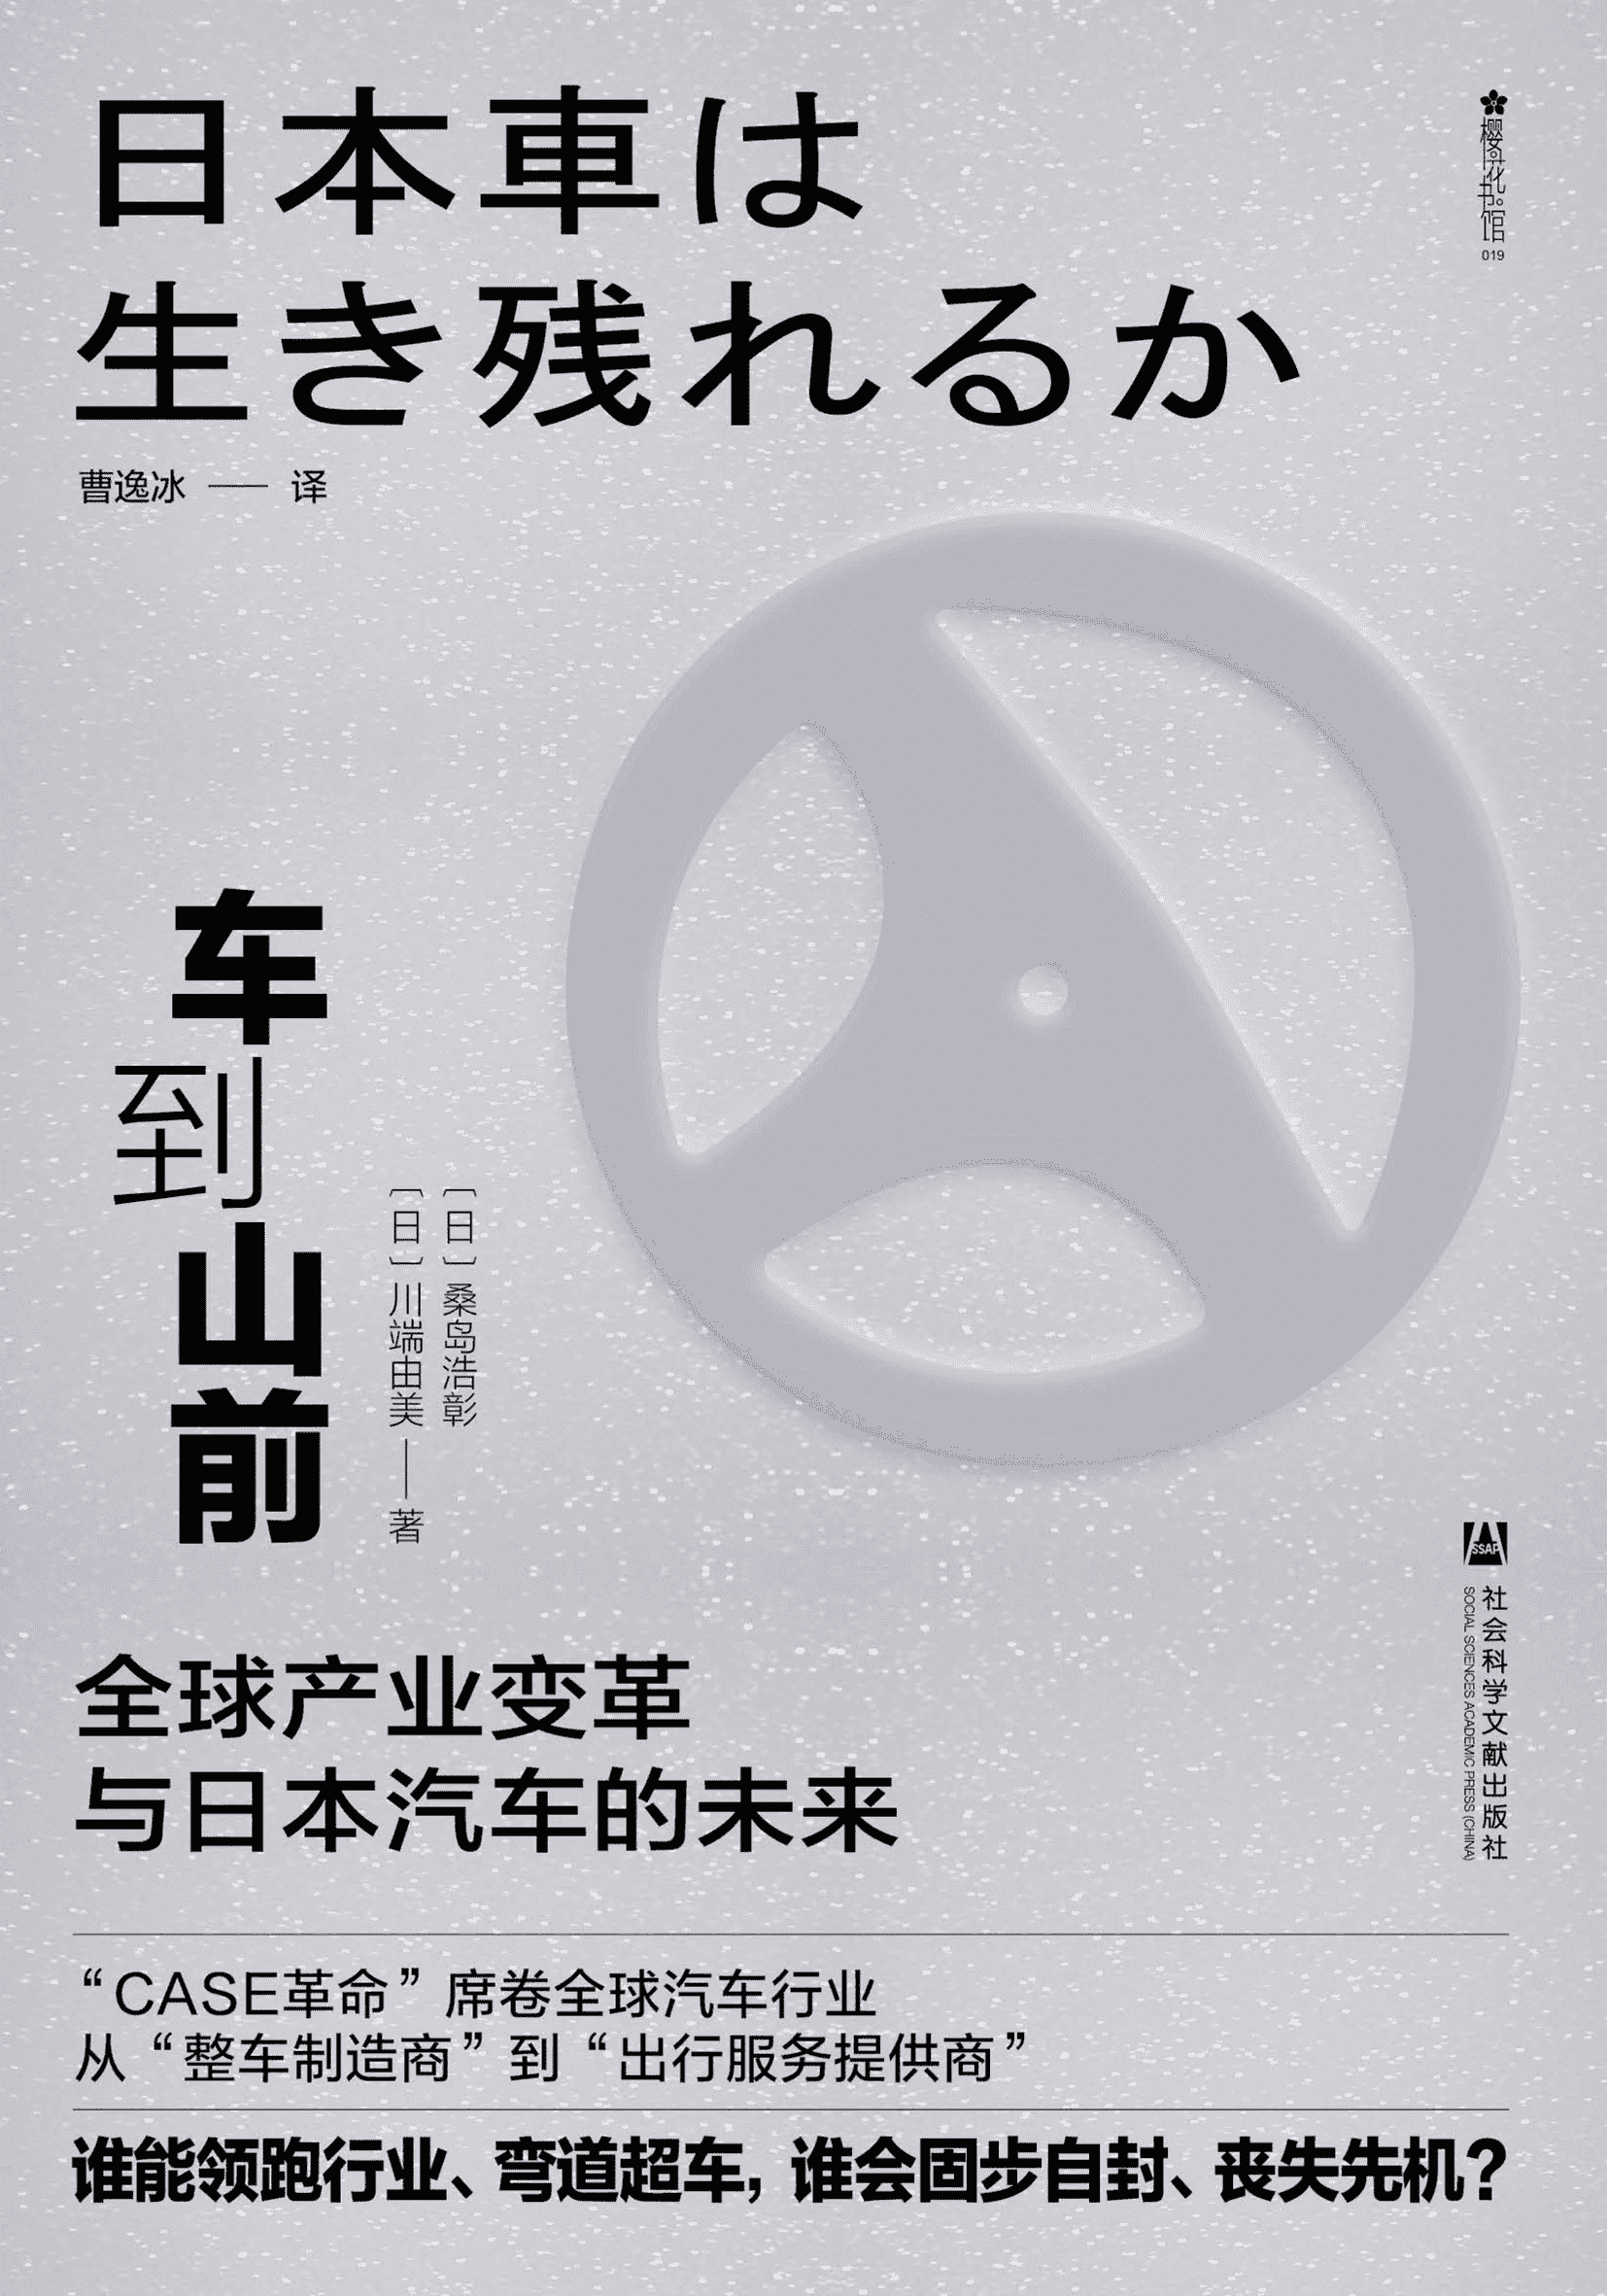 日本車は
生き残れるか
曹逸冰 —— 译
樱花书馆
019
车到山前
［日］桑岛浩彰
［日］川端由美 —— 著
SSAP
社会科学文献出版社
SOCIAL SCIENCES ACADEMIC PRESS (CHINA)
全球产业变革
与日本汽车的未来
“CASE革命”席卷全球汽车行业
从“整车制造商”到“出行服务提供商”
谁能领跑行业、弯道超车，谁会固步自封、丧失先机？